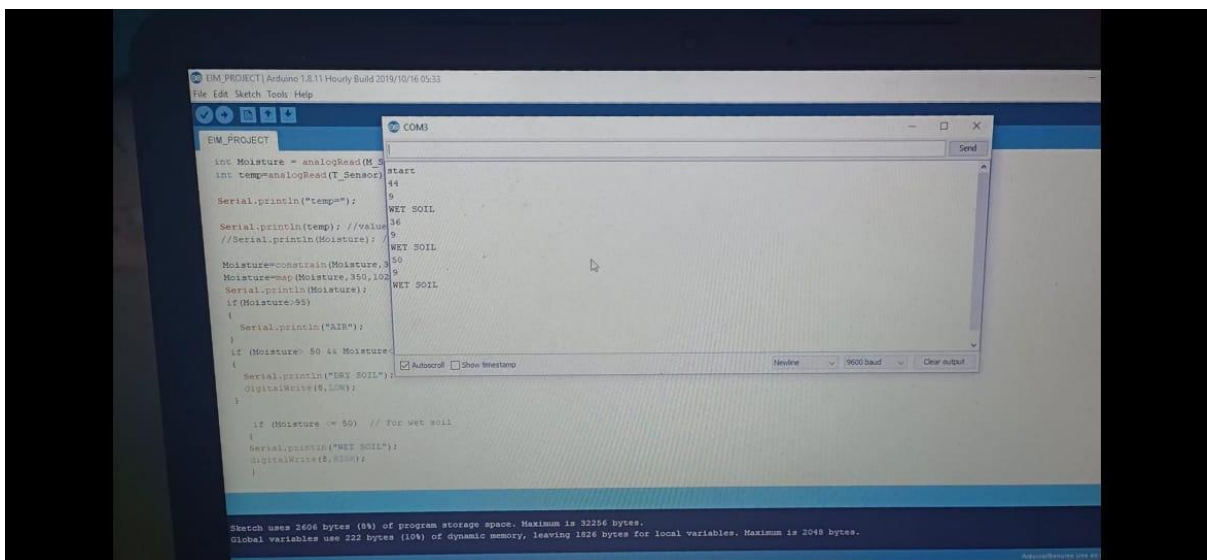 EIM_PROJECT | Arduino 1.8.11 Hourly Build 2019/10/16 05:33
File Edit Sketch Tools Help
EIM_PROJECT
int Moisture = analogRead(M_S
int temp=analogRead(T_Sensor)
Serial.println("temp=");
Serial.println(temp); //value
//Serial.println(Moisture); /
Moisture=constrain(Moisture,3
Moisture=map(Moisture,350,102
Serial.println(Moisture);
if(Moisture>95)
{
Serial.println("AIR");
}
if (Moisture> 50 && Moisture<
{
Serial.println("DRY SOIL");
digitalWrite(8,LOW);
}
if (Moisture <= 50) // for wet soil
{
Serial.println("WET SOIL");
digitalWrite(8,HIGH);
}
COM3
Send
start
44
9
WET SOIL
36
9
WET SOIL
50
9
WET SOIL
Autoscroll Show timestamp Newline 9600 baud Clear output
Sketch uses 2606 bytes (8%) of program storage space. Maximum is 32256 bytes.
Global variables use 222 bytes (10%) of dynamic memory, leaving 1826 bytes for local variables. Maximum is 2048 bytes.